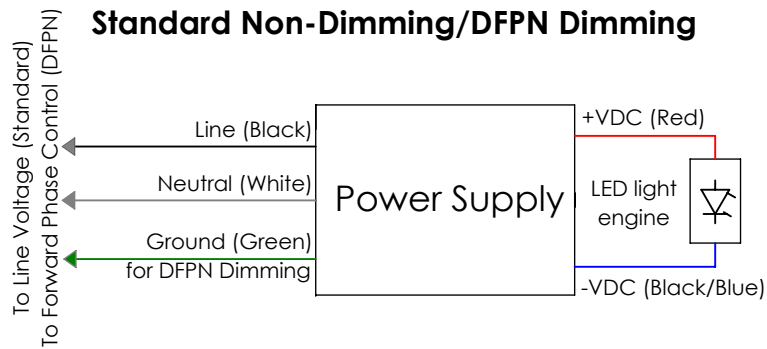 Standard Non-Dimming/DFPN Dimming
To Line Voltage (Standard)
To Forward Phase Control (DFPN)
Line (Black)
Neutral (White)
Ground (Green)
for DFPN Dimming
Power Supply
+VDC (Red)
LED light
engine
-VDC (Black/Blue)